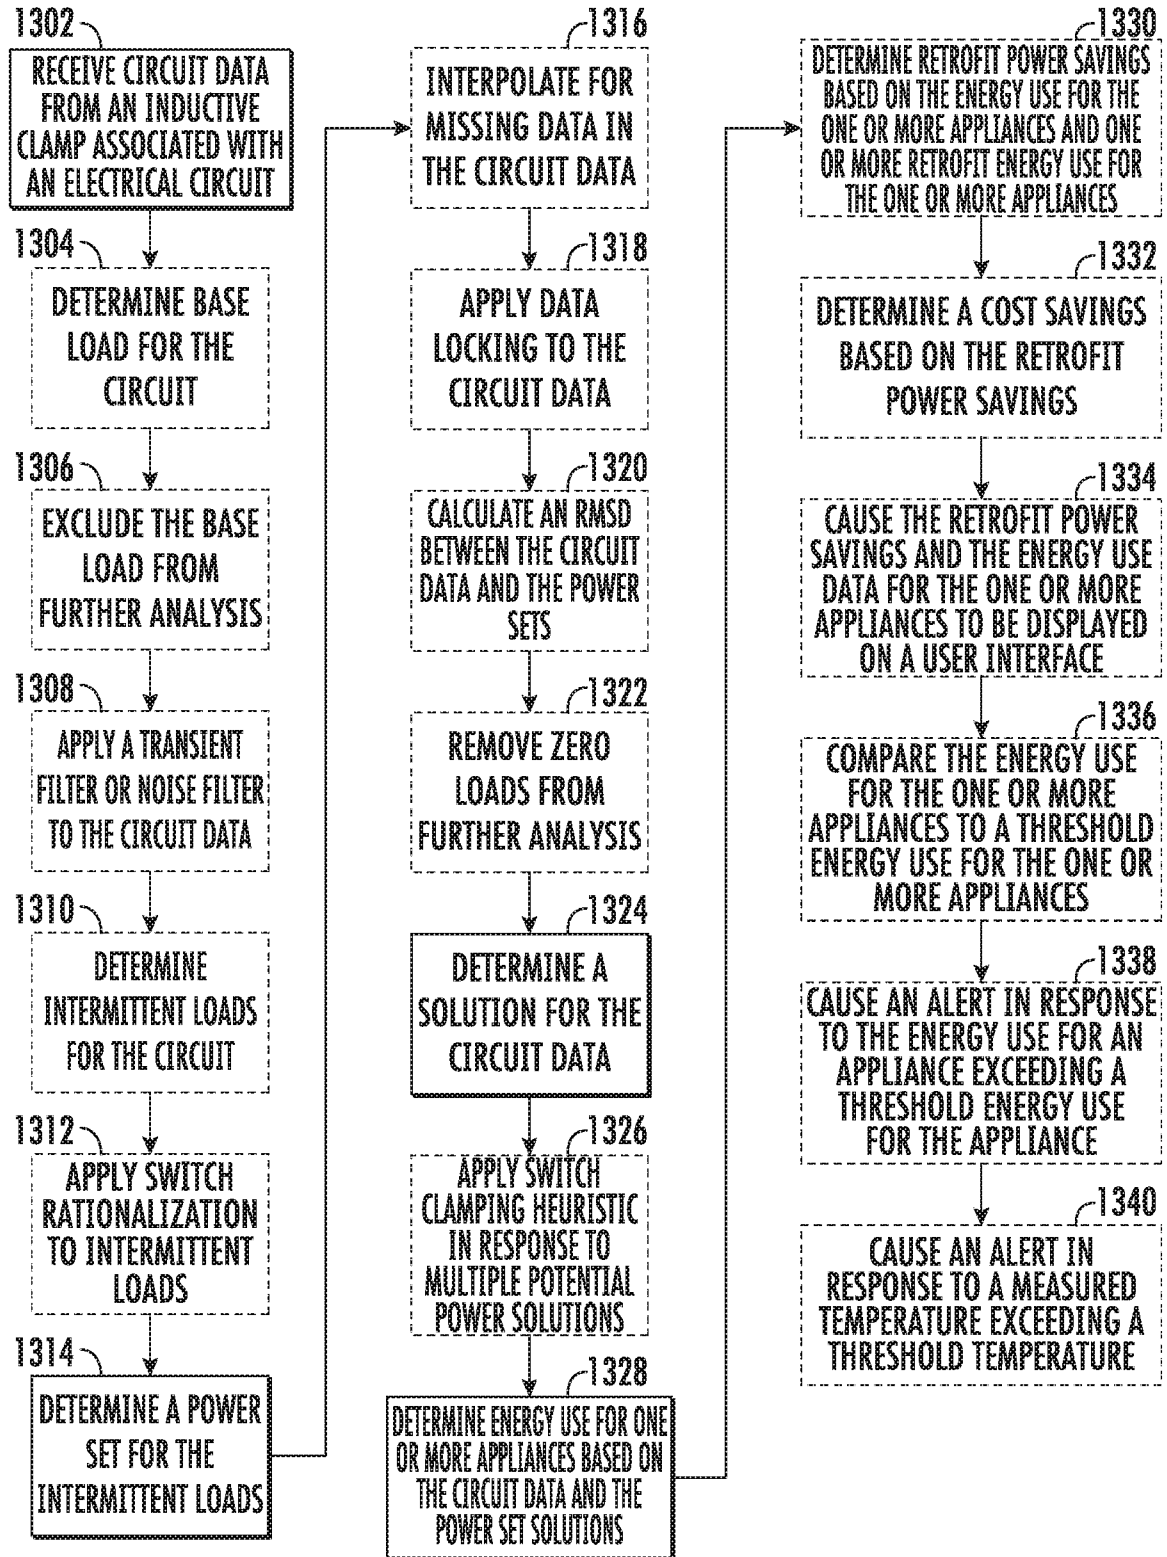 1302
RECEIVE CIRCUIT DATA
FROM AN INDUCTIVE
CLAMP ASSOCIATED WITH
AN ELECTRICAL CIRCUIT
1304
DETERMINE BASE
LOAD FOR THE
CIRCUIT
1306
EXCLUDE THE BASE
LOAD FROM
FURTHER ANALYSIS
1308
APPLY A TRANSIENT
FILTER OR NOISE FILTER
TO THE CIRCUIT DATA
1310
DETERMINE
INTERMITTENT LOADS
FOR THE CIRCUIT
1312
APPLY SWITCH
RATIONALIZATION
TO INTERMITTENT
LOADS
1314
DETERMINE A POWER
SET FOR THE
INTERMITTENT LOADS
1316
INTERPOLATE FOR
MISSING DATA IN
THE CIRCUIT DATA
1318
APPLY DATA
LOCKING TO THE
CIRCUIT DATA
1320
CALCULATE AN RMSD
BETWEEN THE CIRCUIT
DATA AND THE POWER
SETS
1322
REMOVE ZERO
LOADS FROM
FURTHER ANALYSIS
1324
DETERMINE A
SOLUTION FOR THE
CIRCUIT DATA
1326
APPLY SWITCH
CLAMPING HEURISTIC
IN RESPONSE TO
MULTIPLE POTENTIAL
POWER SOLUTIONS
1328
DETERMINE ENERGY USE FOR ONE
OR MORE APPLIANCES BASED ON
THE CIRCUIT DATA AND THE
POWER SET SOLUTIONS
1330
DETERMINE RETROFIT POWER SAVINGS
BASED ON THE ENERGY USE FOR THE
ONE OR MORE APPLIANCES AND ONE
OR MORE RETROFIT ENERGY USE FOR
THE ONE OR MORE APPLIANCES
1332
DETERMINE A COST SAVINGS
BASED ON THE RETROFIT
POWER SAVINGS
1334
CAUSE THE RETROFIT POWER
SAVINGS AND THE ENERGY USE
DATA FOR THE ONE OR MORE
APPLIANCES TO BE DISPLAYED
ON A USER INTERFACE
1336
COMPARE THE ENERGY USE
FOR THE ONE OR MORE
APPLIANCES TO A THRESHOLD
ENERGY USE FOR THE ONE OR
MORE APPLIANCES
1338
CAUSE AN ALERT IN RESPONSE
TO THE ENERGY USE FOR AN
APPLIANCE EXCEEDING A
THRESHOLD ENERGY USE
FOR THE APPLIANCE
1340
CAUSE AN ALERT IN
RESPONSE TO A MEASURED
TEMPERATURE EXCEEDING A
THRESHOLD TEMPERATURE